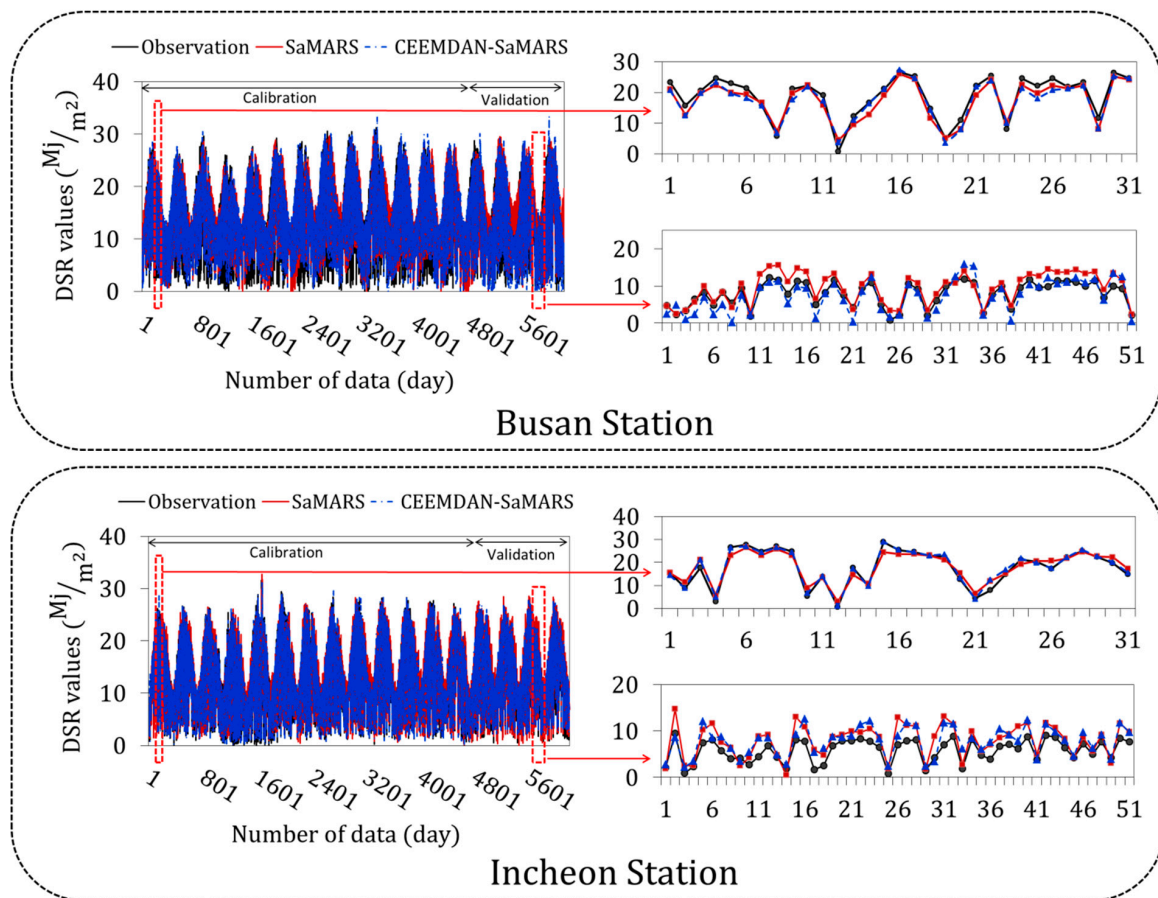 Observation SaMARS CEEMDAN-SaMARS
DSR values (Mj/m2)
40
30
20
10
0
Calibration
Validation
1 801 1601 2401 3201 4001 4801 5601
Number of data (day)
30
20
10
0
1 6 11 16 21 26 31
20
10
0
1 6 11 16 21 26 31 36 41 46 51
Busan Station
Observation SaMARS CEEMDAN-SaMARS
DSR values (Mj/m2)
40
30
20
10
0
Calibration
Validation
1 801 1601 2401 3201 4001 4801 5601
Number of data (day)
40
30
20
10
0
1 6 11 16 21 26 31
20
10
0
1 6 11 16 21 26 31 36 41 46 51
Incheon Station